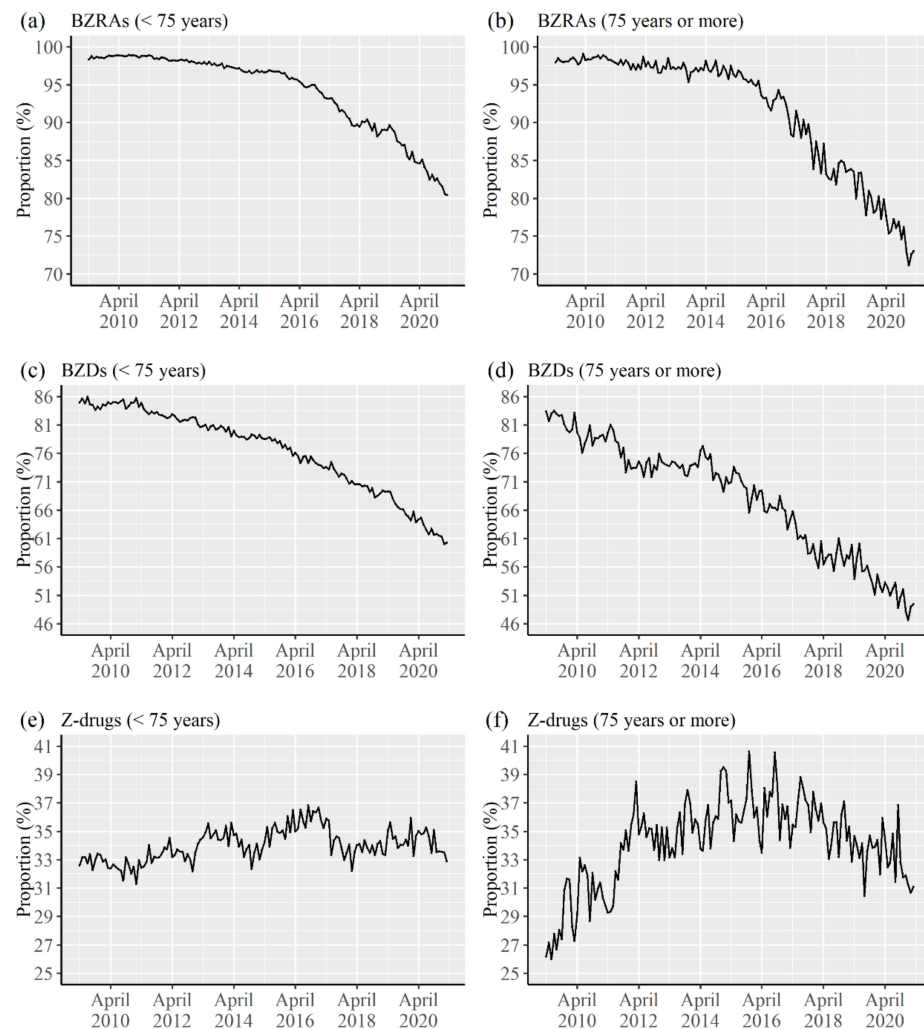 (a) BZRAs (< 75 years)
Proportion (%)
100
95
90
85
80
75
70
April April April April April April
2010 2012 2014 2016 2018 2020
(b) BZRAs (75 years or more)
Proportion (%)
100
95
90
85
80
75
70
April April April April April April
2010 2012 2014 2016 2018 2020
(c) BZDs (< 75 years)
Proportion (%)
86
81
76
71
66
61
56
51
46
April April April April April April
2010 2012 2014 2016 2018 2020
(d) BZDs (75 years or more)
Proportion (%)
86
81
76
71
66
61
56
51
46
April April April April April April
2010 2012 2014 2016 2018 2020
(e) Z-drugs (< 75 years)
Proportion (%)
41
39
37
35
33
31
29
27
25
April April April April April April
2010 2012 2014 2016 2018 2020
(f) Z-drugs (75 years or more)
Proportion (%)
41
39
37
35
33
31
29
27
25
April April April April April April
2010 2012 2014 2016 2018 2020